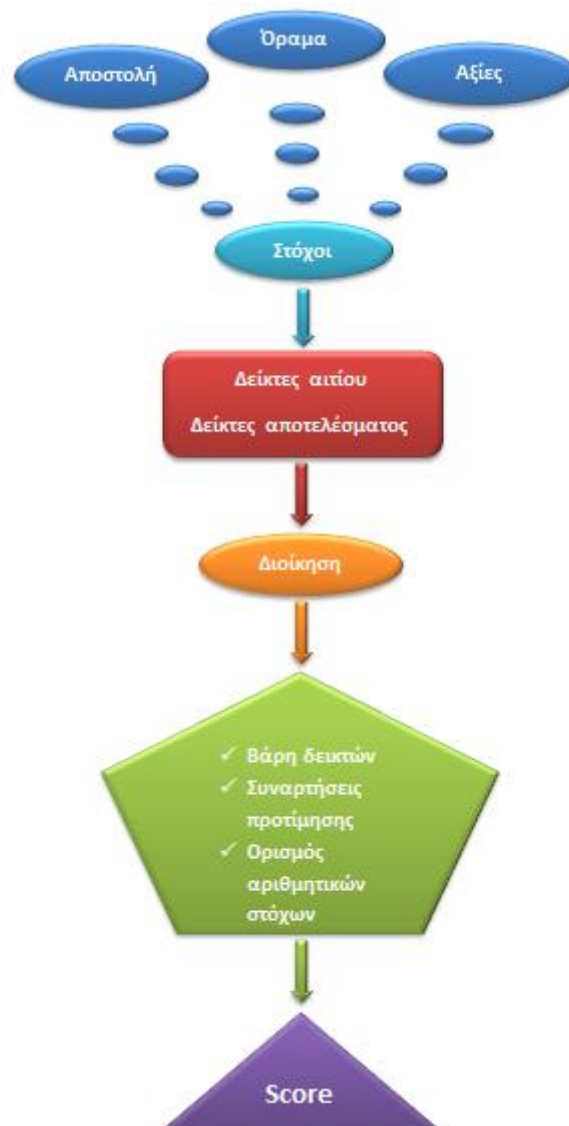 Όραμα
Αποστολή
Αξίες
Στόχοι
Δείκτες αιτίου
Δείκτες αποτελέσματος
Διοίκηση
✓ Βάρη δεικτών
✓ Συναρτήσεις
προτίμησης
✓ Ορισμός
αριθμητικών
στόχων
Score